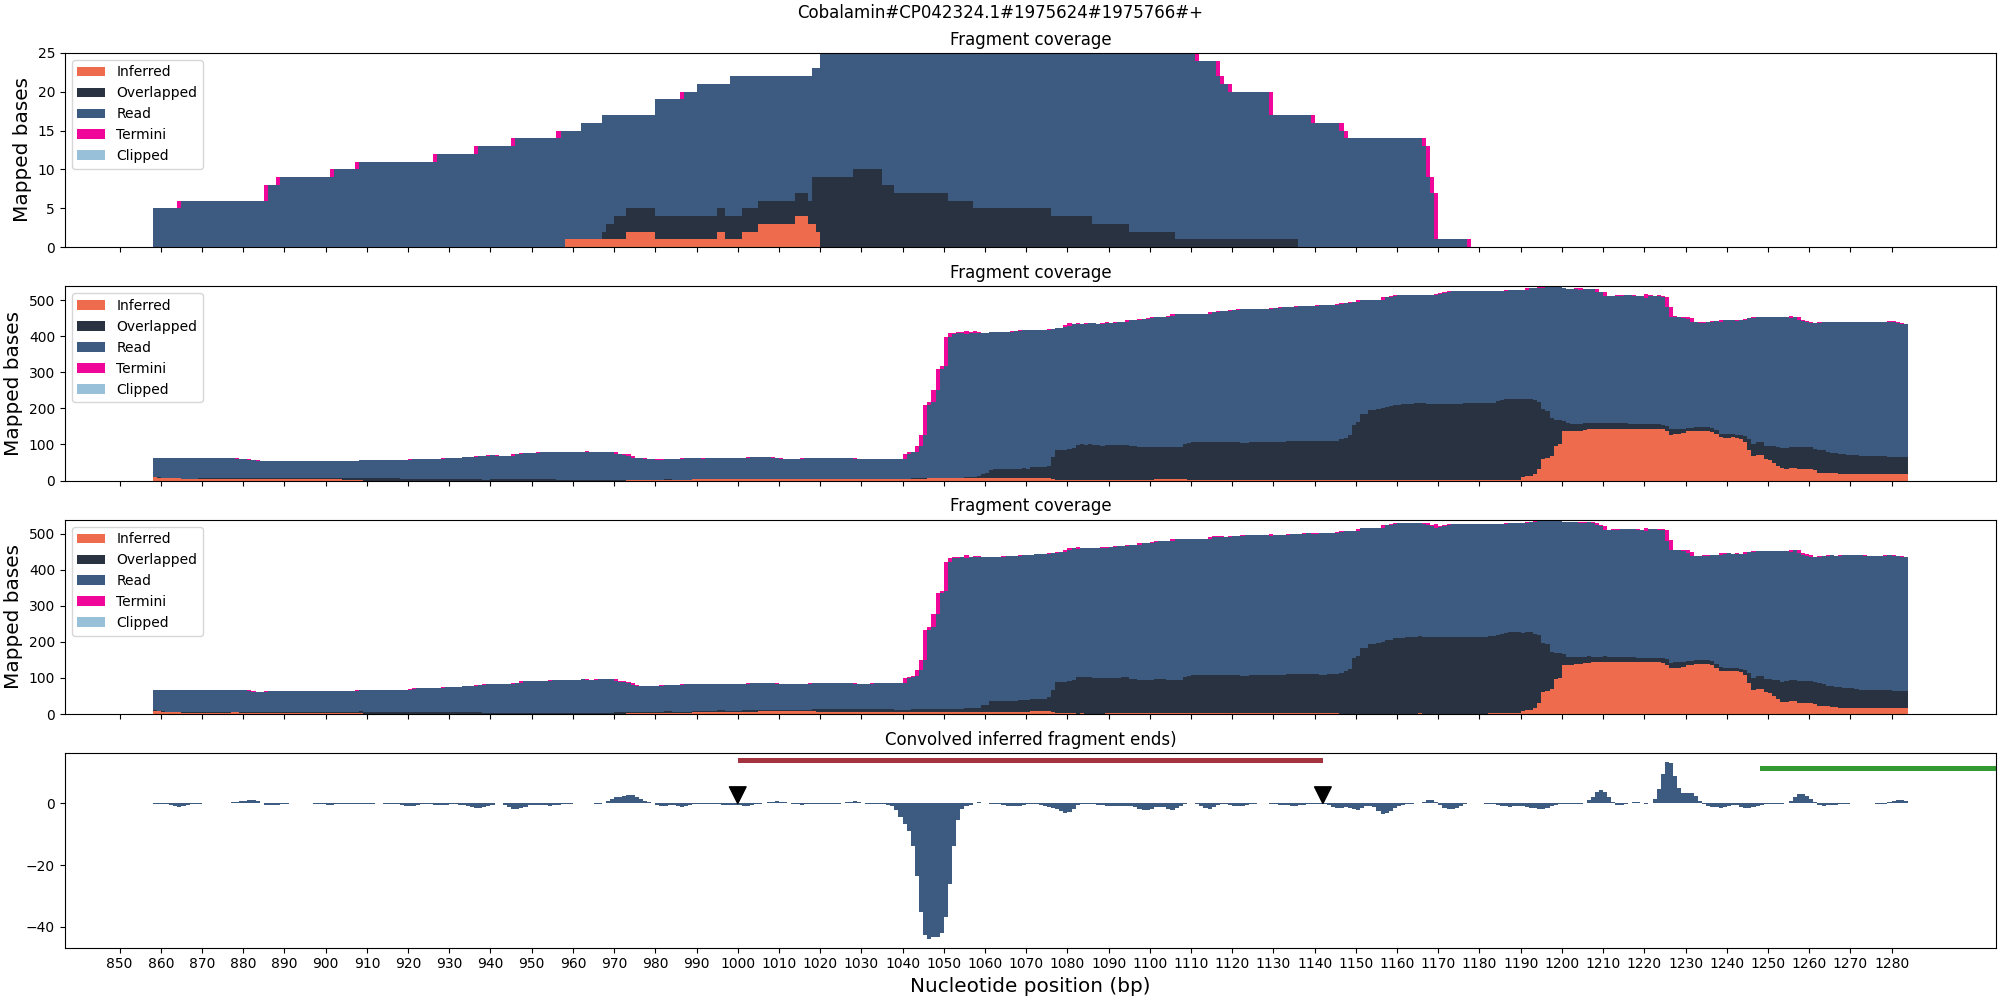 Cobalamin#CP042324.1#1975624#1975766#+
Fragment coverage
Mapped bases
25
20
15
10
5
0
Inferred
Overlapped
Read
Termini
Clipped
Fragment coverage
Mapped bases
500
400
300
200
100
0
Inferred
Overlapped
Read
Termini
Clipped
Fragment coverage
Mapped bases
500
400
300
200
100
0
Inferred
Overlapped
Read
Termini
Clipped
Convolved inferred fragment ends)
0
−20
−40
850 860 870 880 890 900 910 920 930 940 950 960 970 980 990 1000 1010 1020 1030 1040 1050 1060 1070 1080 1090 1100 1110 1120 1130 1140 1150 1160 1170 1180 1190 1200 1210 1220 1230 1240 1250 1260 1270 1280
Nucleotide position (bp)